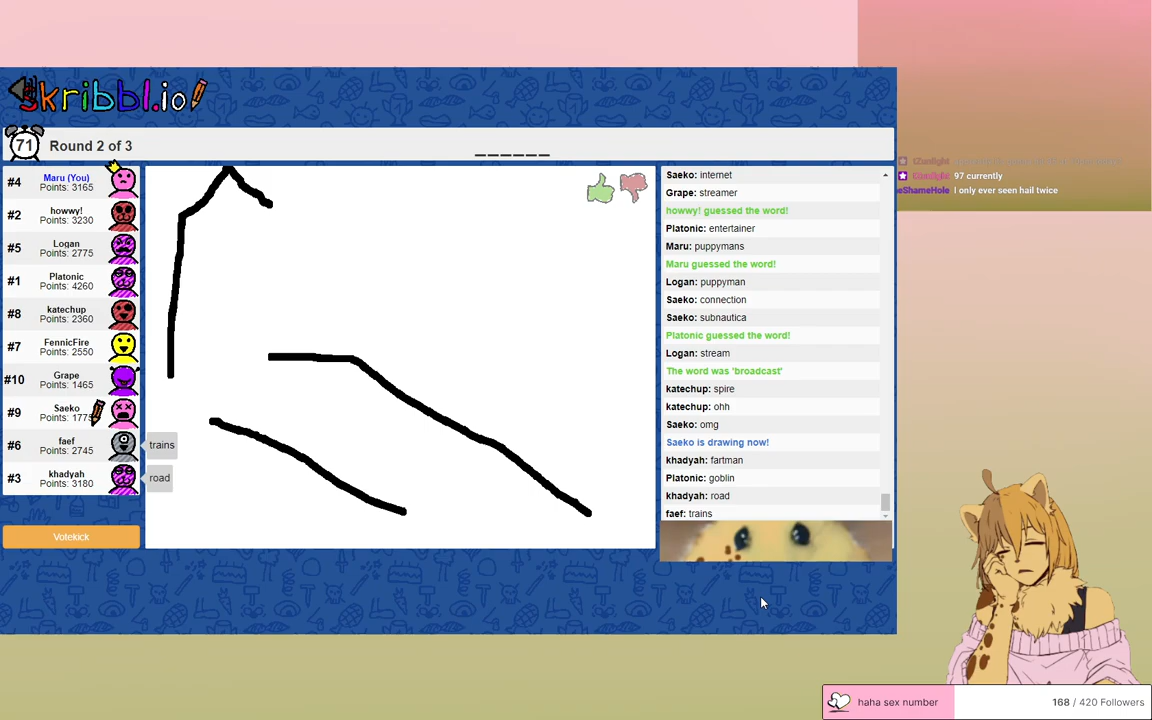 skribbl.io
71
Round 2 of 3
______
#4 Maru (You)
Points: 3165
#2 howwy!
Points: 3230
#5 Logan
Points: 2775
#1 Platonic
Points: 4260
#8 katechup
Points: 2360
#7 FennicFire
Points: 2550
#10 Grape
Points: 1465
#9 Saeko
Points: 1775
#6 faef
Points: 2745
#3 khadyah
Points: 3180
trains
road
Votekick
Saeko: internet
Grape: streamer
howwy! guessed the word!
Platonic: entertainer
Maru: puppymans
Maru guessed the word!
Logan: puppyman
Saeko: connection
Saeko: subnautica
Platonic guessed the word!
Logan: stream
The word was 'broadcast'
katechup: spire
katechup: ohh
Saeko: omg
Saeko is drawing now!
khadyah: fartman
Platonic: goblin
khadyah: road
faef: trains
97 currently
eShameHole I only ever seen hail twice
haha sex number
168 / 420 Followers